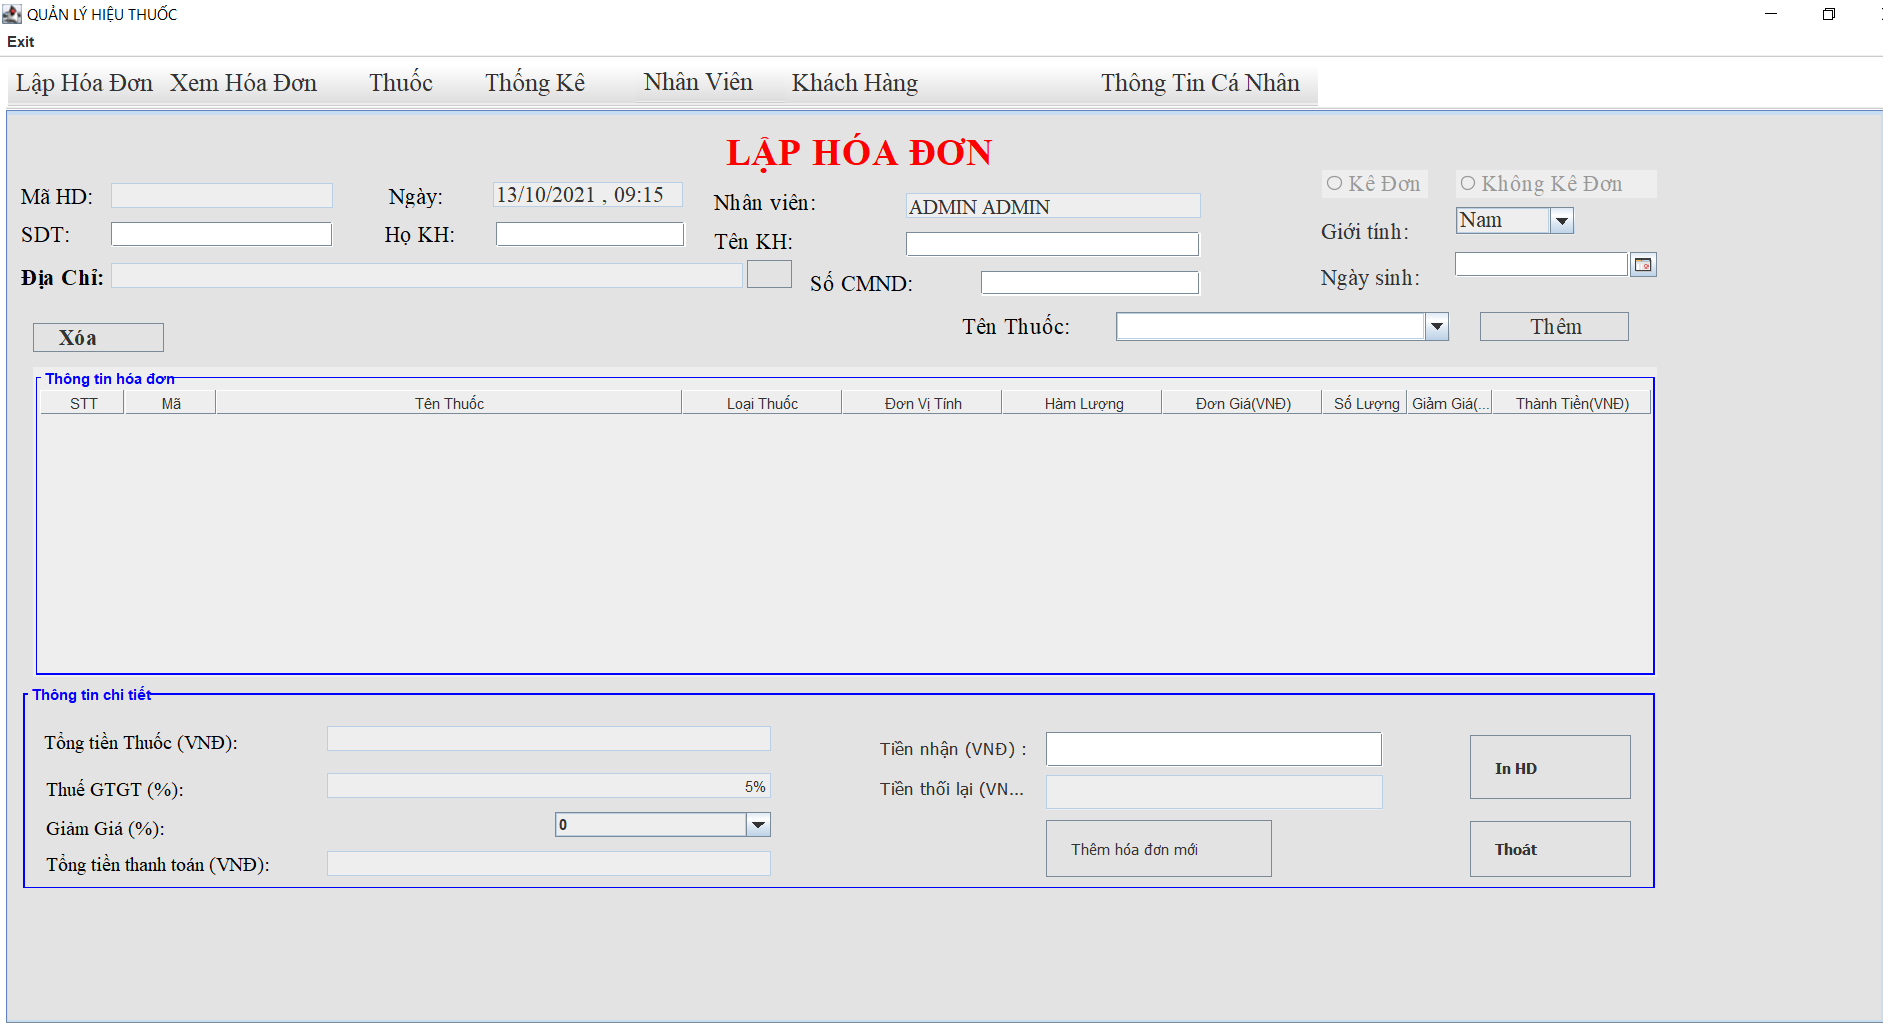 QUẢN LÝ HIỆU THUỐC
Exit
Lập Hóa Đơn Xem Hóa Đơn Thuốc Thống Kê Nhân Viên Khách Hàng Thông Tin Cá Nhân
LẬP HÓA ĐƠN
Mã HD: Ngày: 13/10/2021 , 09:15 Nhân viên: ADMIN ADMIN Kê Đơn Không Kê Đơn
SDT: Họ KH: Tên KH: Giới tính: Nam
Địa Chỉ: Số CMND: Ngày sinh:
Xóa Tên Thuốc: Thêm
Thông tin hóa đơn
STT Mã Tên Thuốc Loại Thuốc Đơn Vị Tính Hàm Lượng Đơn Giá(VNĐ) Số Lượng Giảm Giá(... Thành Tiền(VNĐ)
Thông tin chi tiết
Tổng tiền Thuốc (VNĐ): Tiền nhận (VNĐ) : In HD
Thuế GTGT (%): 5% Tiền thối lại (VN...
Giảm Giá (%): 0 Thêm hóa đơn mới Thoát
Tổng tiền thanh toán (VNĐ):